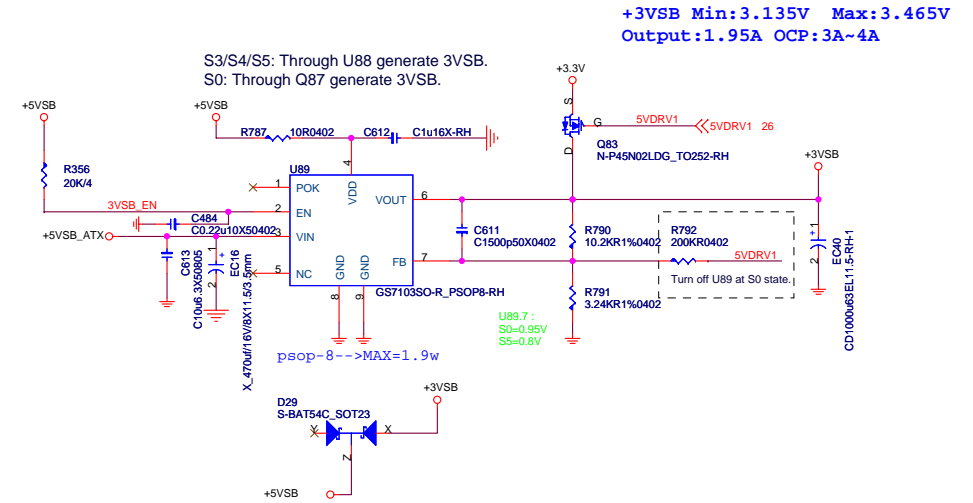 +3VSB Min:3.135V Max:3.465V
Output:1.95A OCP:3A~4A
S3/S4/S5: Through U88 generate 3VSB.
S0: Through Q87 generate 3VSB.
+3.3V
S
G
D
5VDRV1
5VDRV1 26
Q83
N-P45N02LDG_TO252-RH
+5VSB
+5VSB
R787
10R0402
C612
C1u16X-RH
+3VSB
R356
20K/4
U89
4
VDD
1
POK
VOUT
6
3VSB_EN
2
EN
C484
C0.22u10X50402
+5VSB_ATX
3
VIN
C611
C1500p50X0402
R790
10.2KR1%0402
R792
200KR0402
5VDRV1
Turn off U89 at S0 state.
1
+
2
EC40
CD1000u63EL11.5-RH-1
FB
7
5
NC
GND
GND
8
9
GS7103SO-R_PSOP8-RH
C613
C10u6.3X50805
1
+
2
EC16
X_470uf/16V/8X11.5/3.5mm
R791
3.24KR1%0402
U89.7 :
S0=0.95V
S5=0.8V
psop-8-->MAX=1.9w
+3VSB
D29
S-BAT54C_SOT23
Y
X
Z
+5VSB